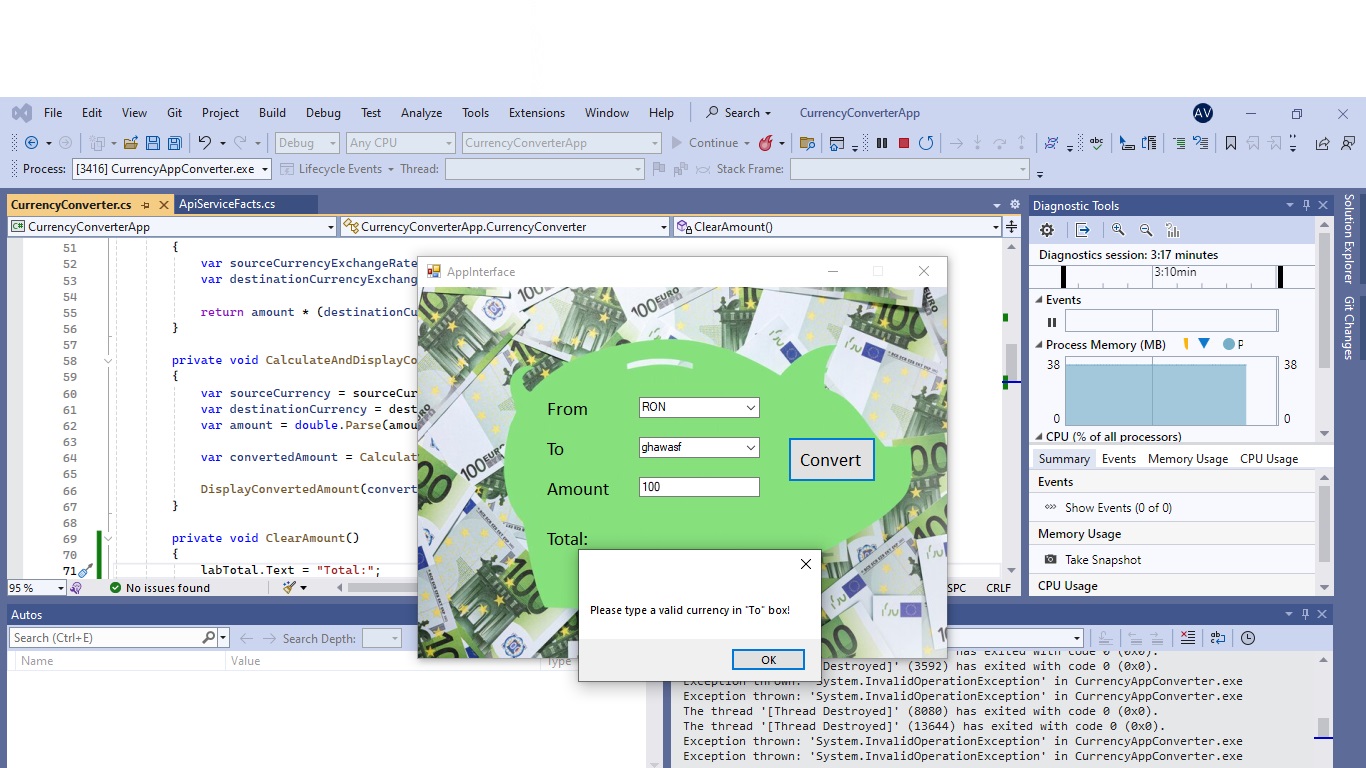 File Edit View Git Project Build Debug Test Analyze Tools Extensions Window Help Search CurrencyConverterApp AV
Debug Any CPU CurrencyConverterApp Continue
Process: [3416] CurrencyAppConverter.exe Lifecycle Events Thread: Stack Frame:
CurrencyConverter.cs ApiServiceFacts.cs
CurrencyConverterApp CurrencyConverterApp.CurrencyConverter ClearAmount()
51 {
52 var sourceCurrencyExchangeRate
53 var destinationCurrencyExchang
54
55 return amount * (destinationCu
56 }
57
58 private void CalculateAndDisplayCo
59 {
60 var sourceCurrency = sourceCur
61 var destinationCurrency = dest
62 var amount = double.Parse(amou
63
64 var convertedAmount = Calculat
65
66 DisplayConvertedAmount(convert
67 }
68
69 private void ClearAmount()
70 {
71 labTotal.Text = "Total:";
95 % No issues found
SPC CRLF
AppInterface
From RON
To ghawasf
Convert
Amount 100
Total:
Please type a valid currency in "To" box!
OK
Diagnostic Tools
Diagnostics session: 3:17 minutes
3:10min
Events
Process Memory (MB) P
38 38
0 0
CPU (% of all processors)
Summary Events Memory Usage CPU Usage
Events
Show Events (0 of 0)
Memory Usage
Take Snapshot
CPU Usage
Solution Explorer
Git Changes
Autos
Search (Ctrl+E) Search Depth:
Name Value Type
has exited with code 0 (0x0).
Destroyed]' (3592) has exited with code 0 (0x0).
Exception thrown: 'System.InvalidOperationException' in CurrencyAppConverter.exe
Exception thrown: 'System.InvalidOperationException' in CurrencyAppConverter.exe
The thread '[Thread Destroyed]' (8080) has exited with code 0 (0x0).
The thread '[Thread Destroyed]' (13644) has exited with code 0 (0x0).
Exception thrown: 'System.InvalidOperationException' in CurrencyAppConverter.exe
Exception thrown: 'System.InvalidOperationException' in CurrencyAppConverter.exe